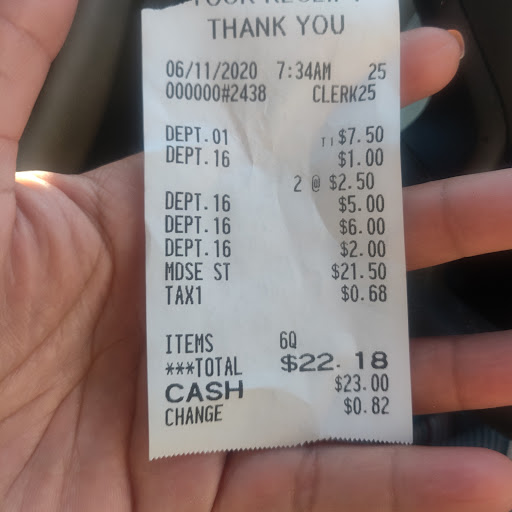 YOUR RECEIPT
THANK YOU
06/11/2020 7:34AM 25
000000#2438 CLERK25
DEPT.01 T1 $7.50
DEPT.16 $1.00
2 @ $2.50
DEPT.16 $5.00
DEPT.16 $6.00
DEPT.16 $2.00
MDSE ST $21.50
TAX1 $0.68
ITEMS 6Q
***TOTAL $22.18
CASH $23.00
CHANGE $0.82